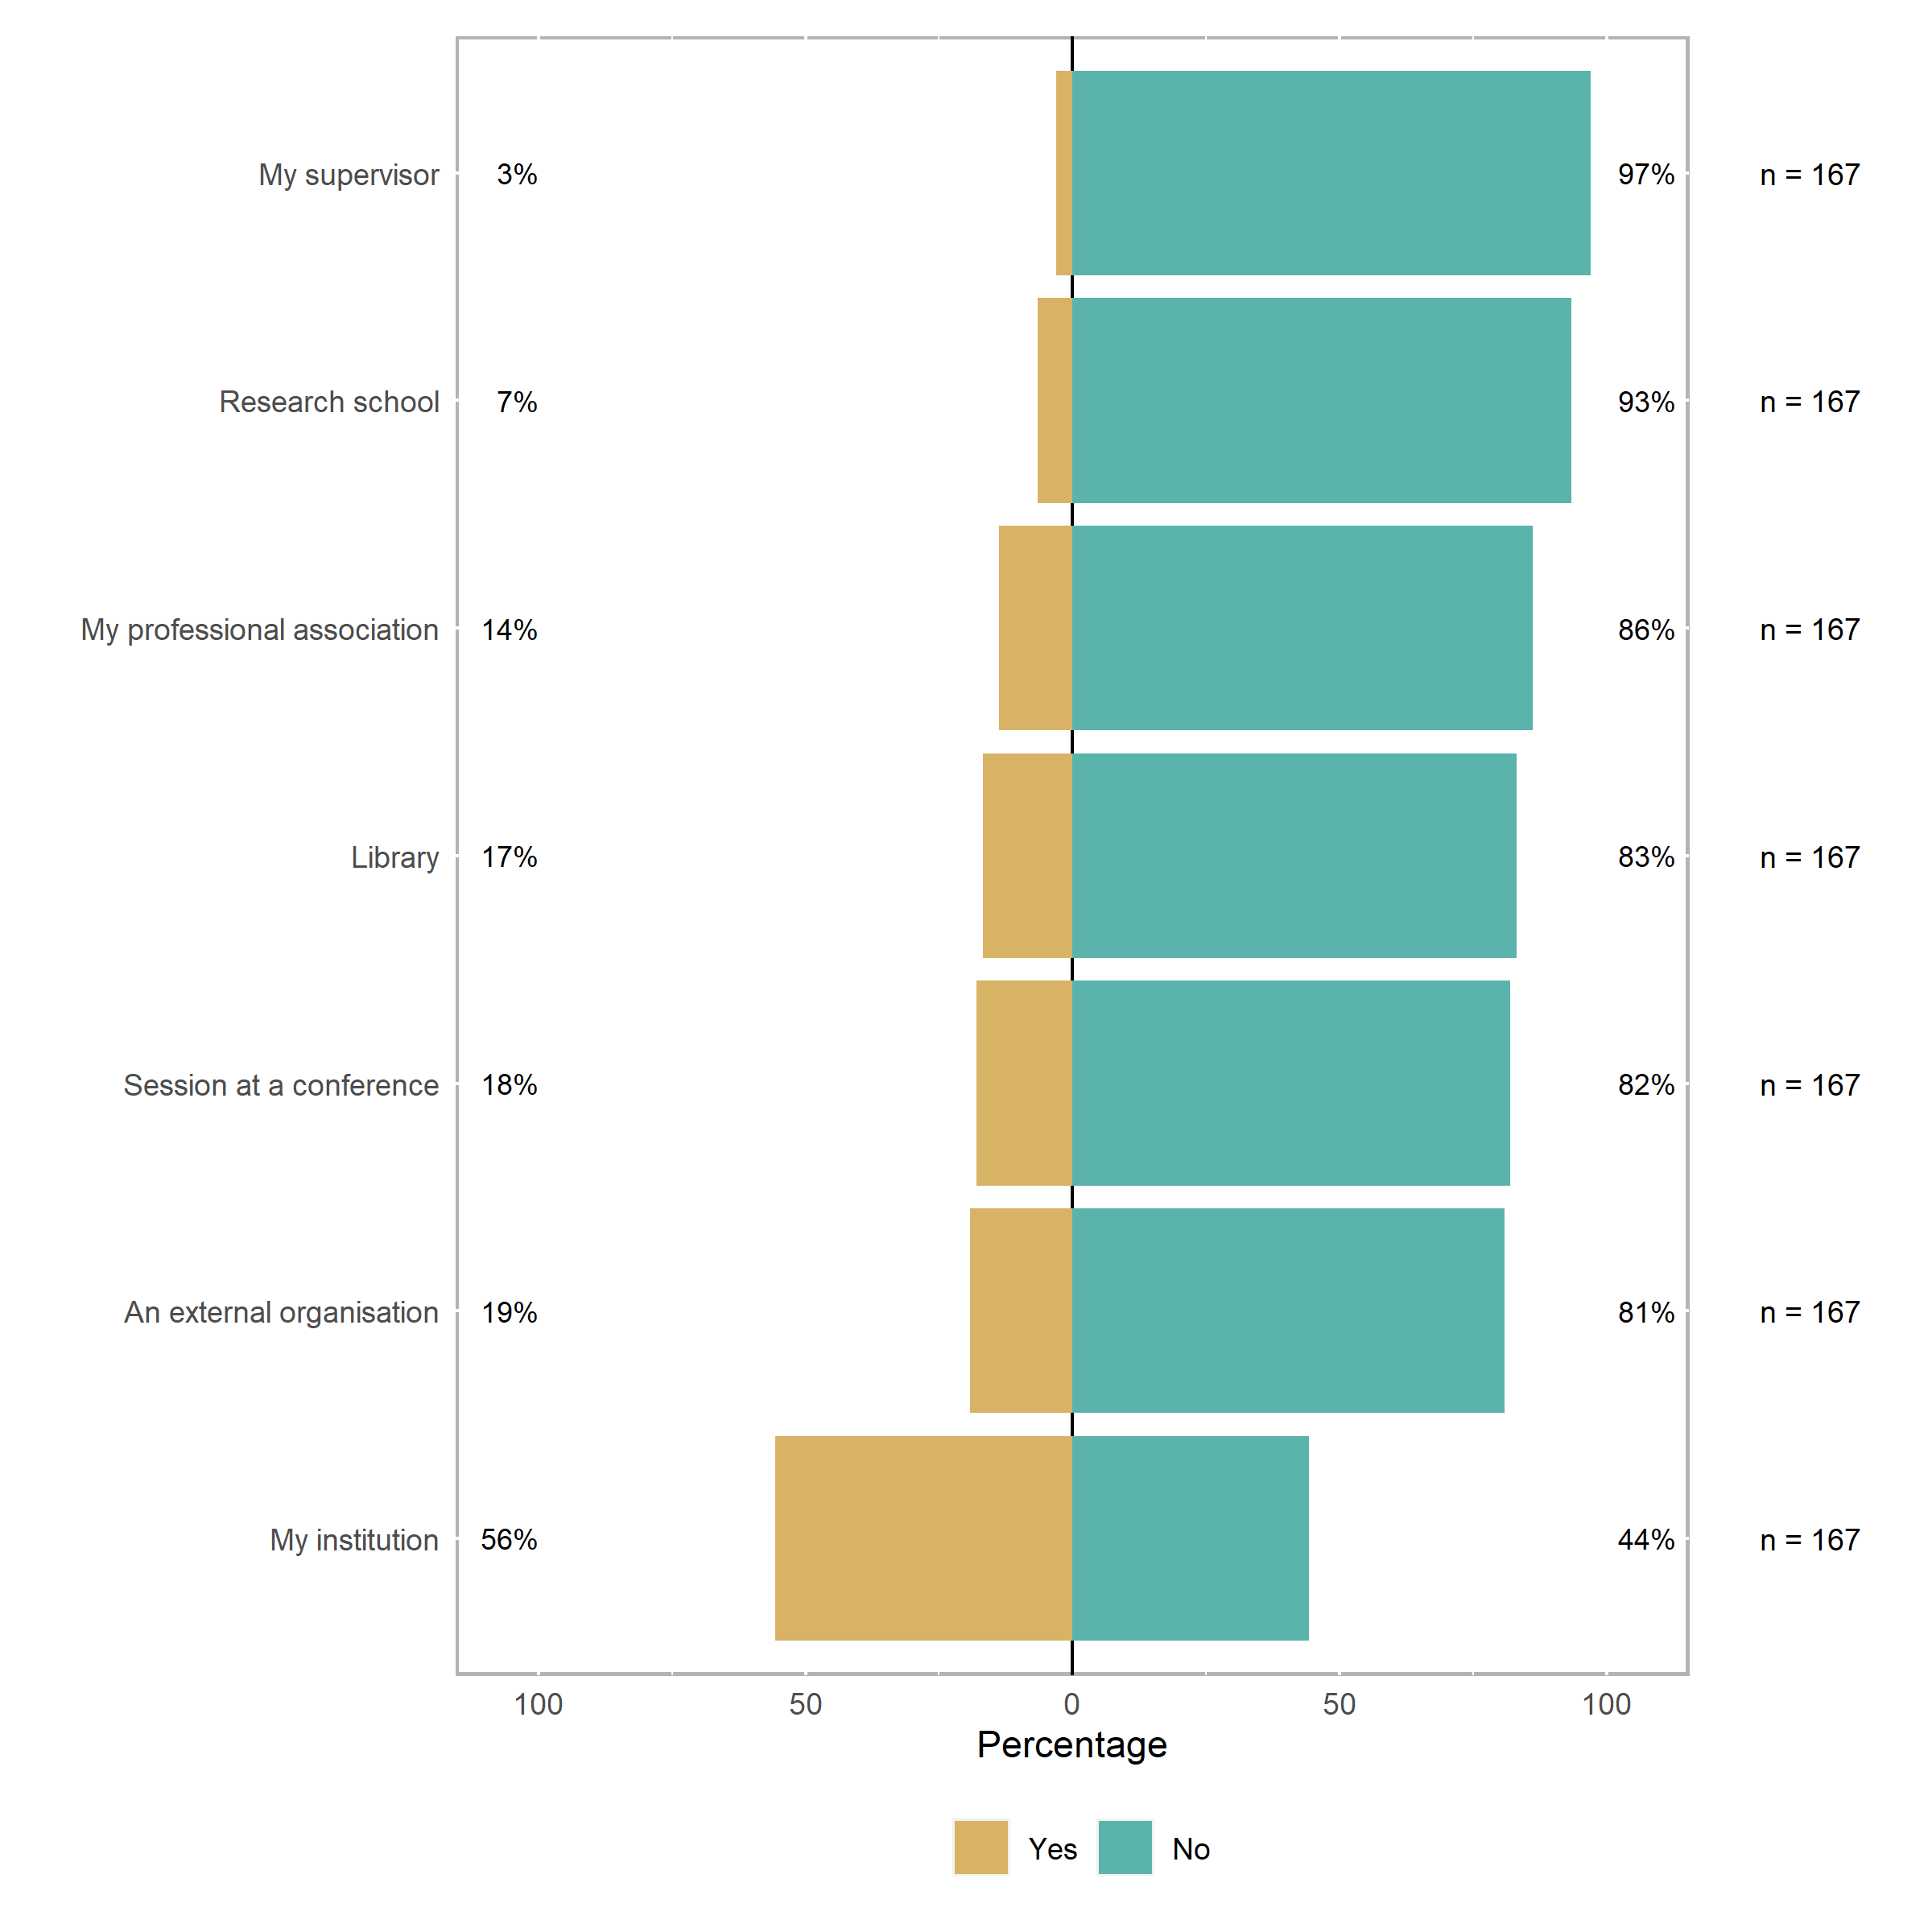 My supervisor 3% 97% n = 167
Research school 7% 93% n = 167
My professional association 14% 86% n = 167
Library 17% 83% n = 167
Session at a conference 18% 82% n = 167
An external organisation 19% 81% n = 167
My institution 56% 44% n = 167
100 50 0 50 100
Percentage
Yes No